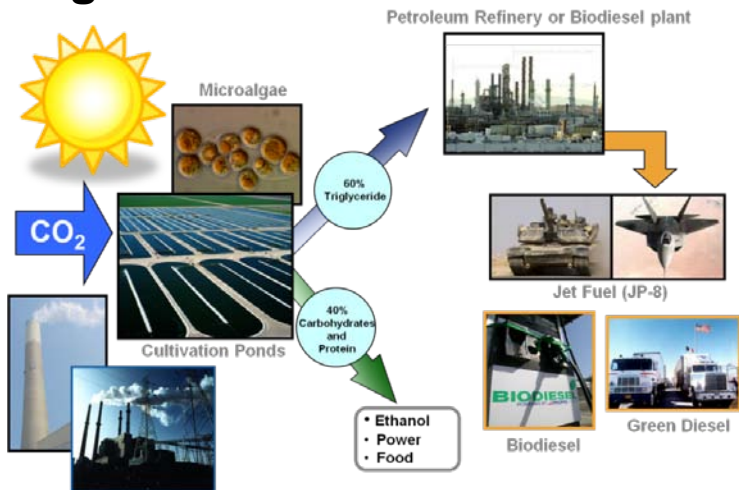 Petroleum Refinery or Biodiesel plant
Microalgae
60%
Triglyceride
CO2
Jet Fuel (JP-8)
40%
Carbohydrates
and
Protein
Cultivation Ponds
BIODIESEL
• Ethanol
• Power
• Food
Biodiesel
Green Diesel